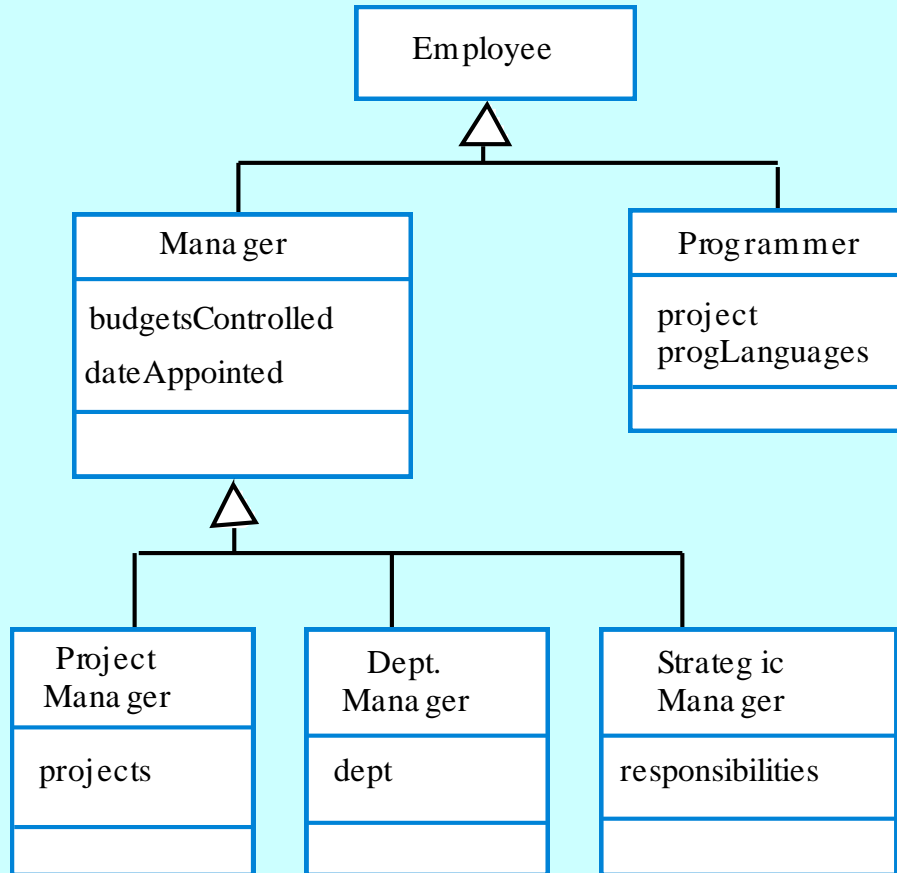 Employee
Manager
budgetsControlled
dateAppointed
Programmer
project
progLanguages
Project
Manager
projects
Dept.
Manager
dept
Strategic
Manager
responsibilities